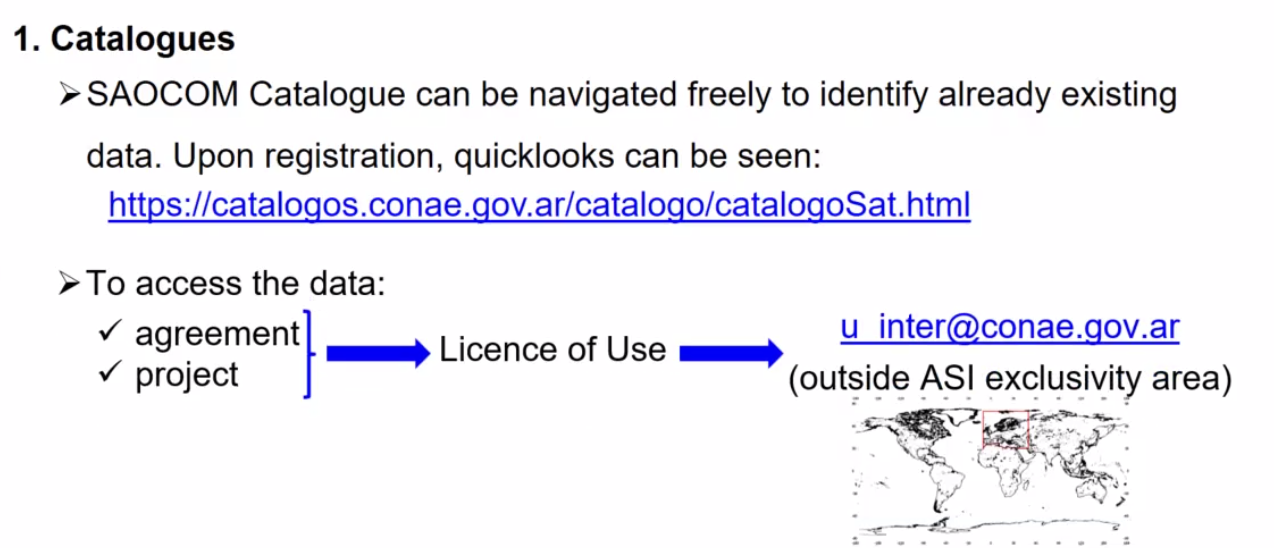 1. Catalogues
➢ SAOCOM Catalogue can be navigated freely to identify already existing
data. Upon registration, quicklooks can be seen:
https://catalogos.conae.gov.ar/catalogo/catalogoSat.html
➢ To access the data:
✓ agreement
✓ project
Licence of Use
u_inter@conae.gov.ar
(outside ASI exclusivity area)